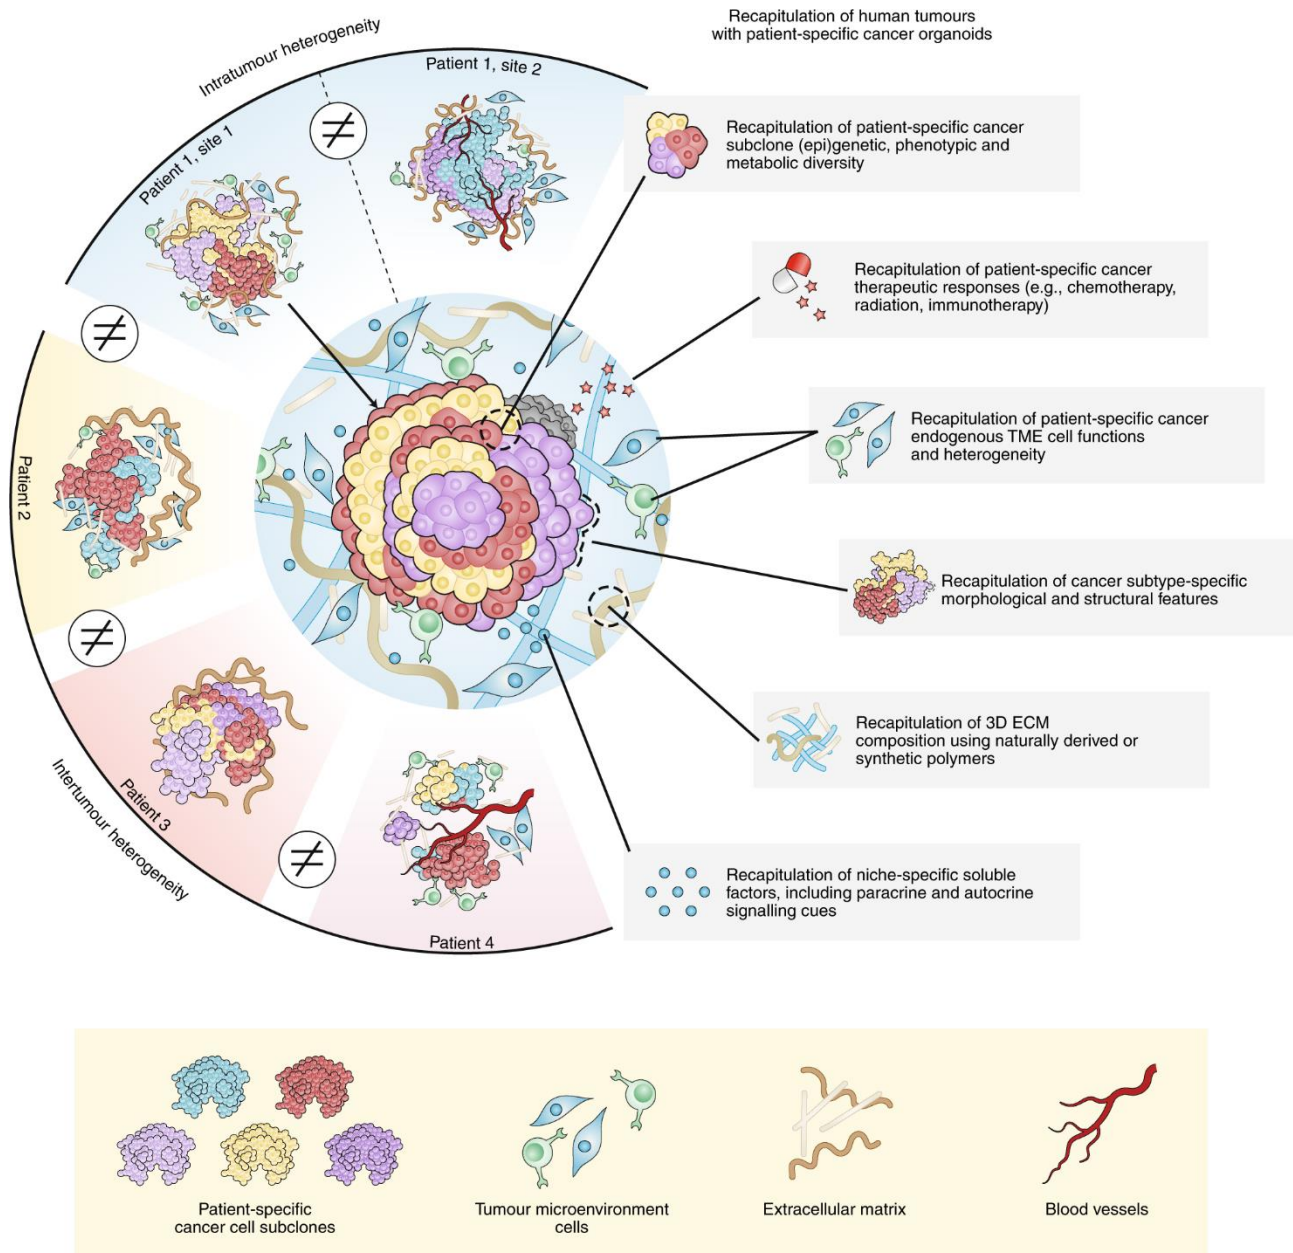 Recapitulation of human tumours
with patient-specific cancer organoids
Intratumour heterogeneity
Patient 1, site 1
Patient 1, site 2
≠
≠
Patient 2
≠
Patient 3
Intertumour heterogeneity
≠
Patient 4
Recapitulation of patient-specific cancer
subclone (epi)genetic, phenotypic and
metabolic diversity
Recapitulation of patient-specific cancer
therapeutic responses (e.g., chemotherapy,
radiation, immunotherapy)
Recapitulation of patient-specific cancer
endogenous TME cell functions
and heterogeneity
Recapitulation of cancer subtype-specific
morphological and structural features
Recapitulation of 3D ECM
composition using naturally derived or
synthetic polymers
Recapitulation of niche-specific soluble
factors, including paracrine and autocrine
signalling cues
Patient-specific
cancer cell subclones
Tumour microenvironment
cells
Extracellular matrix
Blood vessels